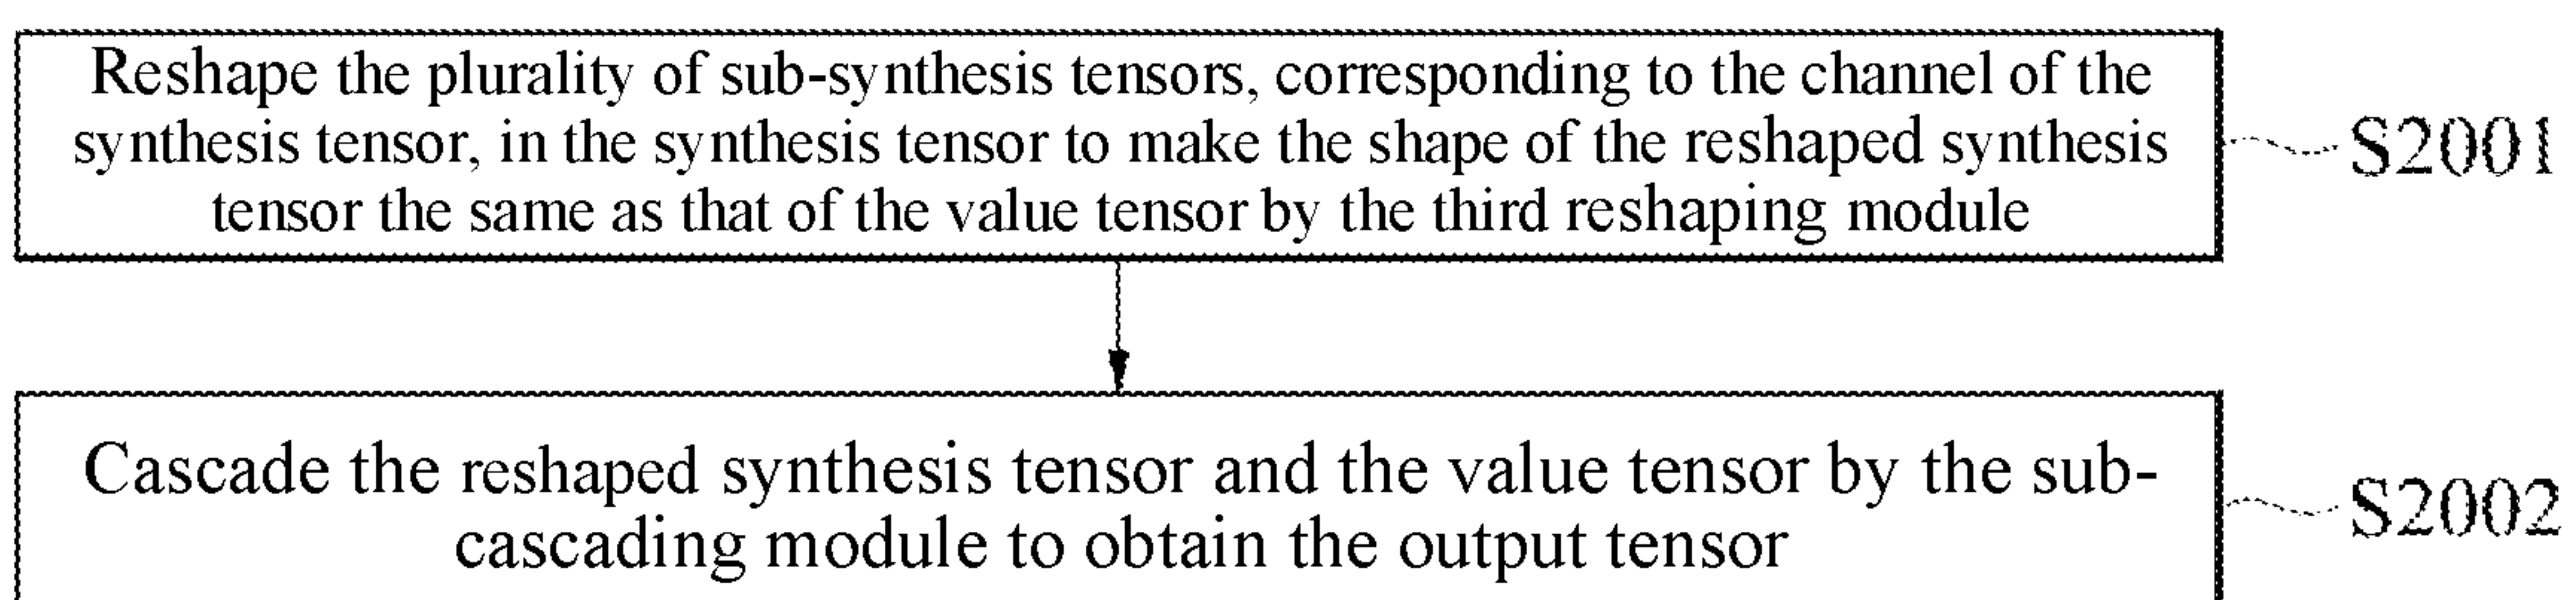 Reshape the plurality of sub-synthesis tensors, corresponding to the channel of the
synthesis tensor, in the synthesis tensor to make the shape of the reshaped synthesis
tensor the same as that of the value tensor by the third reshaping module
S2001
Cascade the reshaped synthesis tensor and the value tensor by the sub-
cascading module to obtain the output tensor
S2002